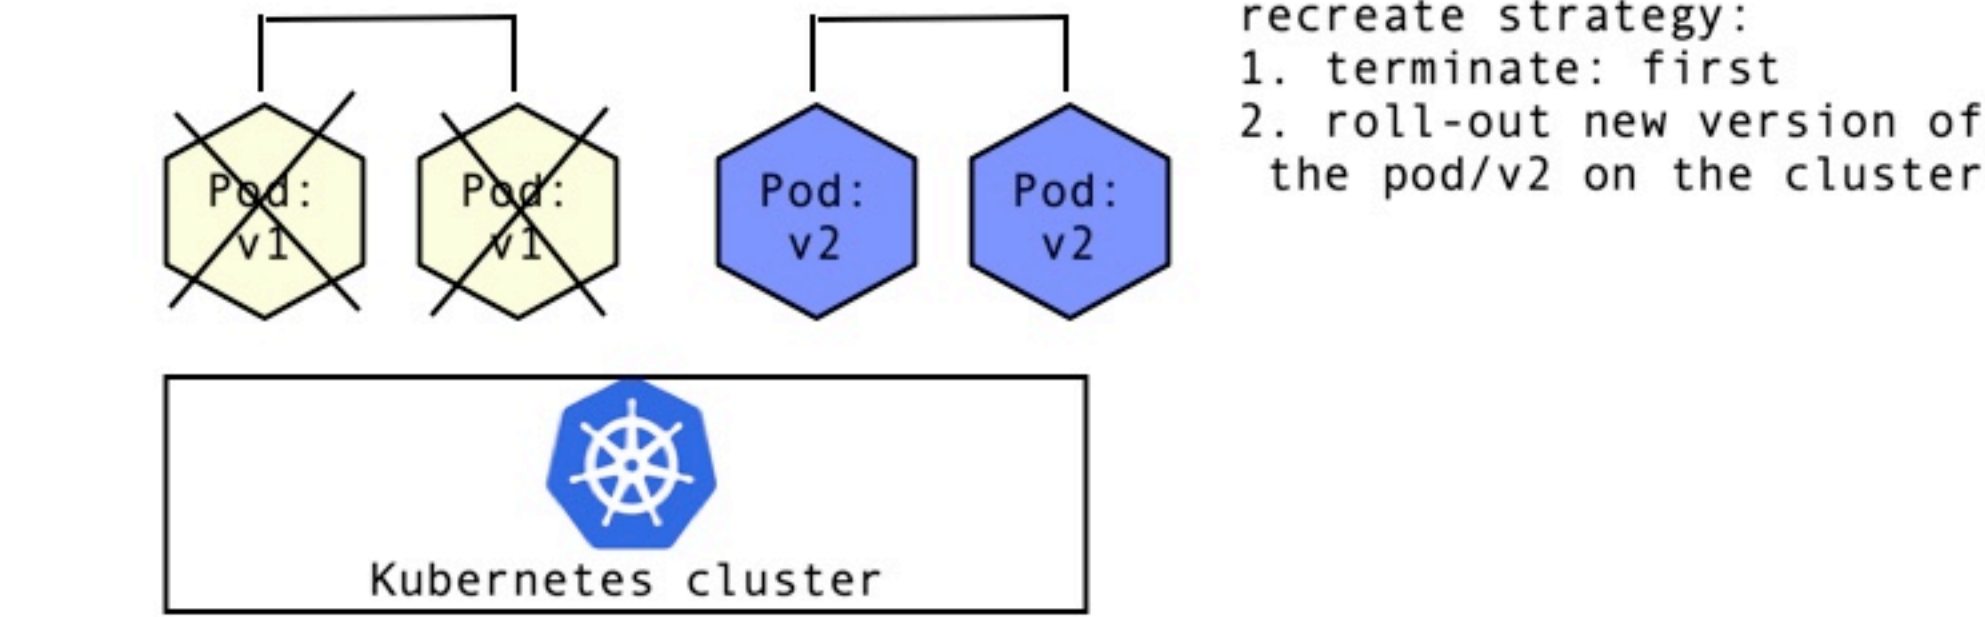 recreate strategy:
1. terminate: first
2. roll-out new version of
the pod/v2 on the cluster
Pod:
v1
Pod:
v1
Pod:
v2
Pod:
v2
Kubernetes cluster